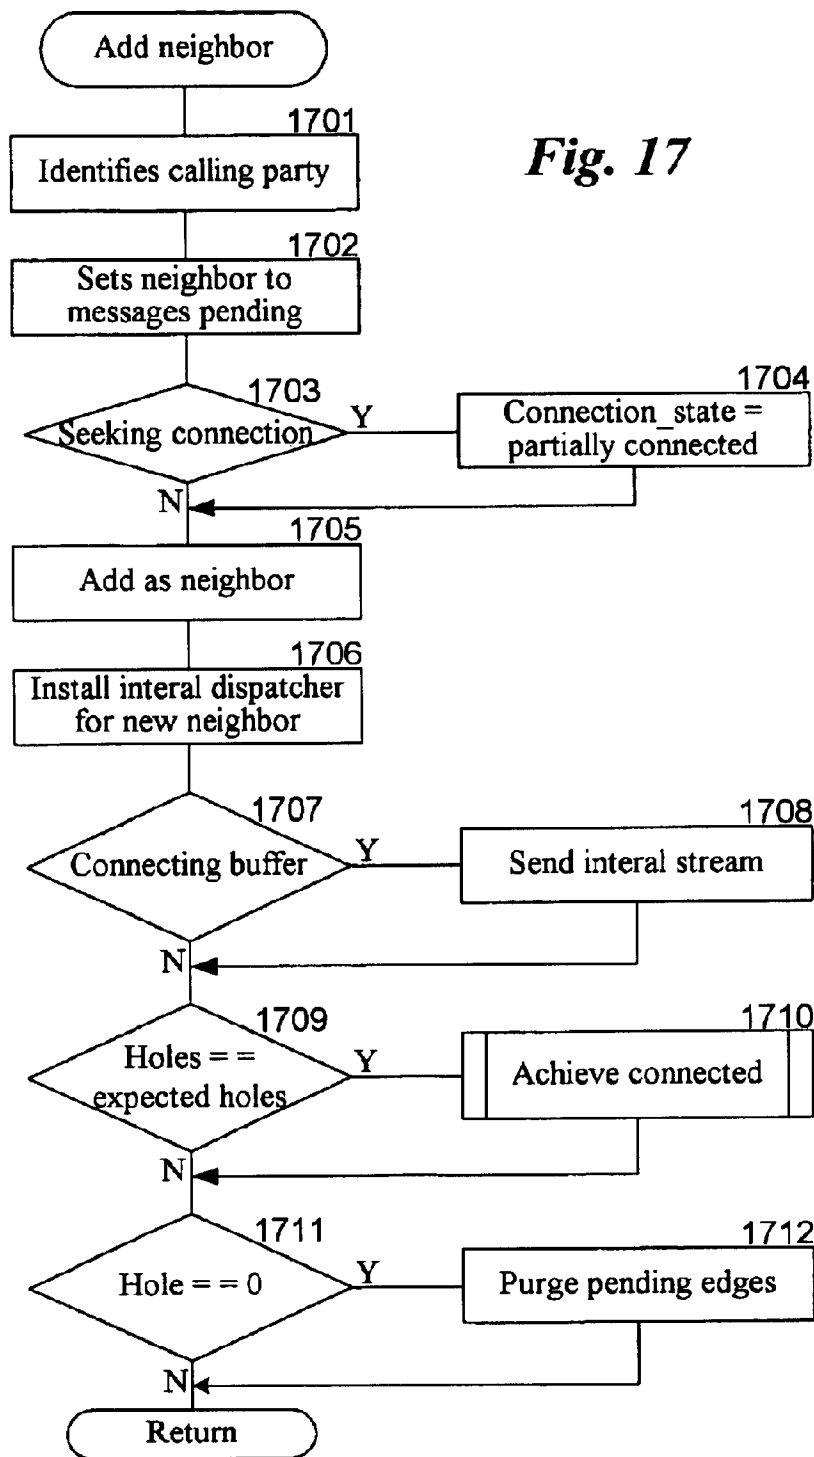 Add neighbor
Fig. 17
1701
Identifies calling party
1702
Sets neighbor to
messages pending
1703
Seeking connection
Y
N
1704
Connection_state =
partially connected
1705
Add as neighbor
1706
Install interal dispatcher
for new neighbor
1707
Connecting buffer
Y
N
1708
Send interal stream
1709
Holes = =
expected holes
Y
N
1710
Achieve connected
1711
Hole = = 0
Y
N
1712
Purge pending edges
Return